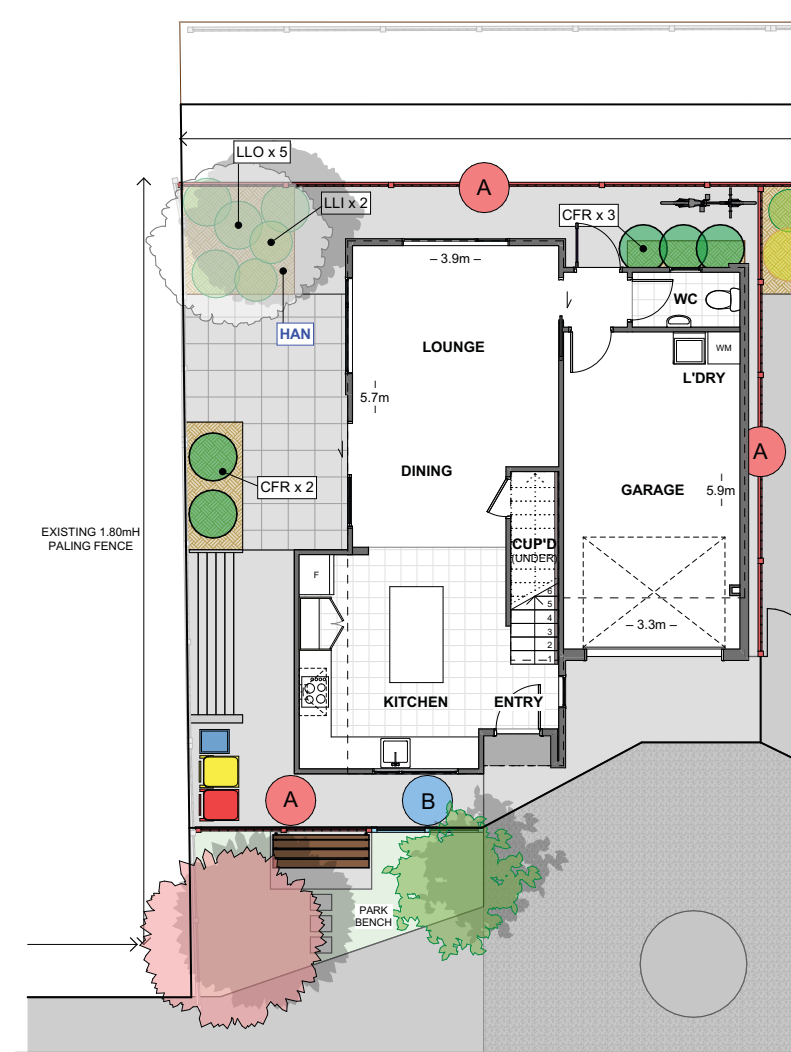 LLO x 5
A
LLI x 2
CFR x 3
– 3.9m –
WC
HAN
LOUNGE
WM
L'DRY
5.7m
A
DINING
GARAGE
5.9m
CFR x 2
EXISTING 1.80mH
PALING FENCE
CUP'D
(UNDER)
F
6
5
4
3
2
1
– 3.3m –
KITCHEN
ENTRY
A
B
PARK
BENCH